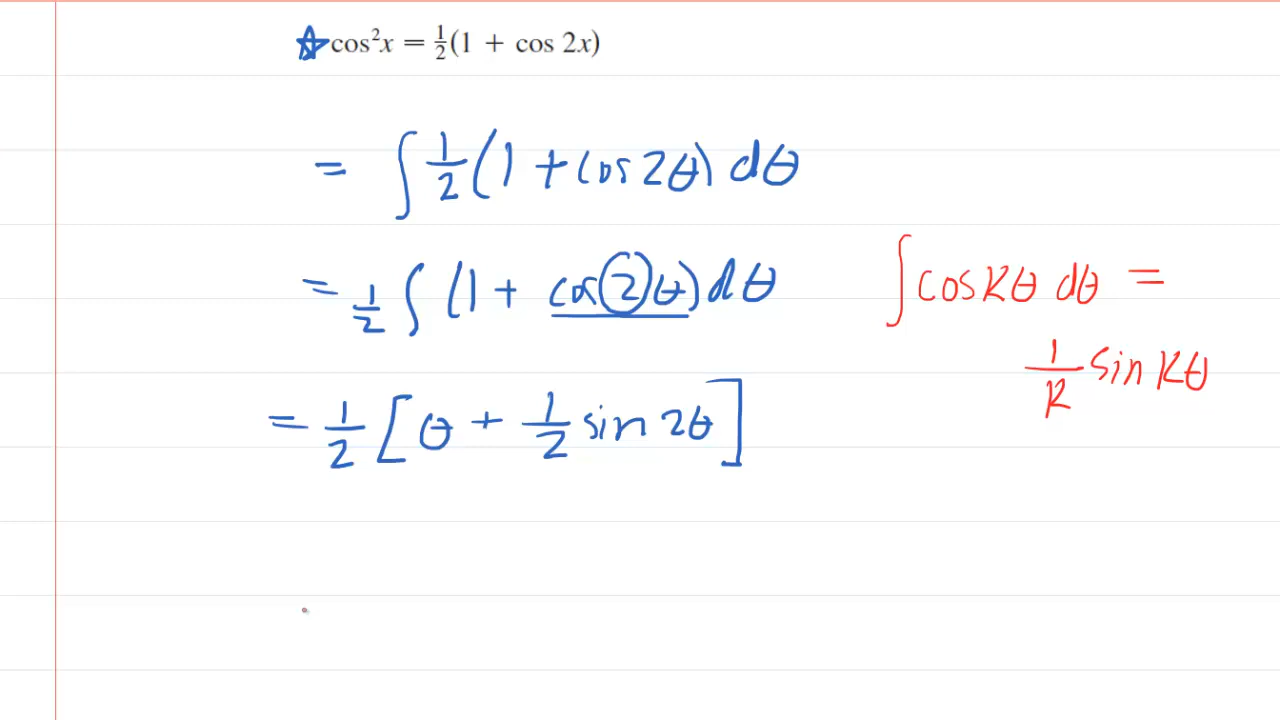 ☆ cos²x = ½(1 + cos 2x)
= ∫ 1/2 (1 + cos 2θ) dθ
= 1/2 ∫ (1 + cos 2θ) dθ
= 1/2 [θ + 1/2 sin 2θ]
∫ cos kθ dθ =
1/k sin kθ